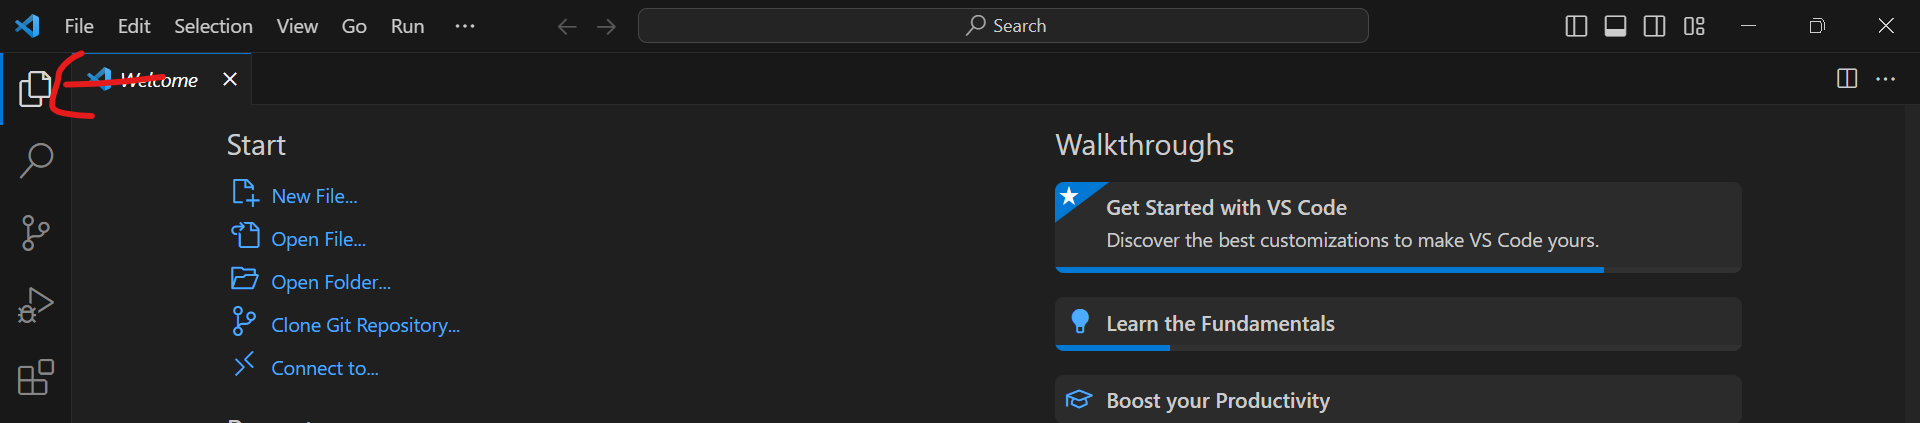 File Edit Selection View Go Run ...
Search
Welcome
Start
New File...
Open File...
Open Folder...
Clone Git Repository...
Connect to...
Walkthroughs
Get Started with VS Code
Discover the best customizations to make VS Code yours.
Learn the Fundamentals
Boost your Productivity